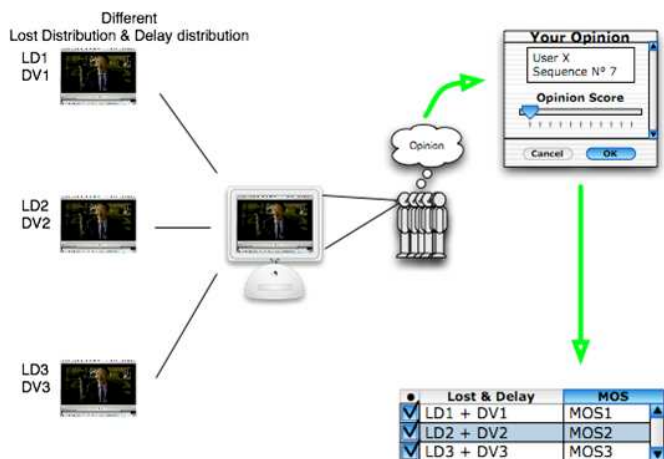 Different
Lost Distribution & Delay distribution
LD1
DV1
LD2
DV2
LD3
DV3
Opinion
Your Opinion
User X
Sequence Nº 7
Opinion Score
Cancel
OK
Lost & Delay MOS
LD1 + DV1 MOS1
LD2 + DV2 MOS2
LD3 + DV3 MOS3